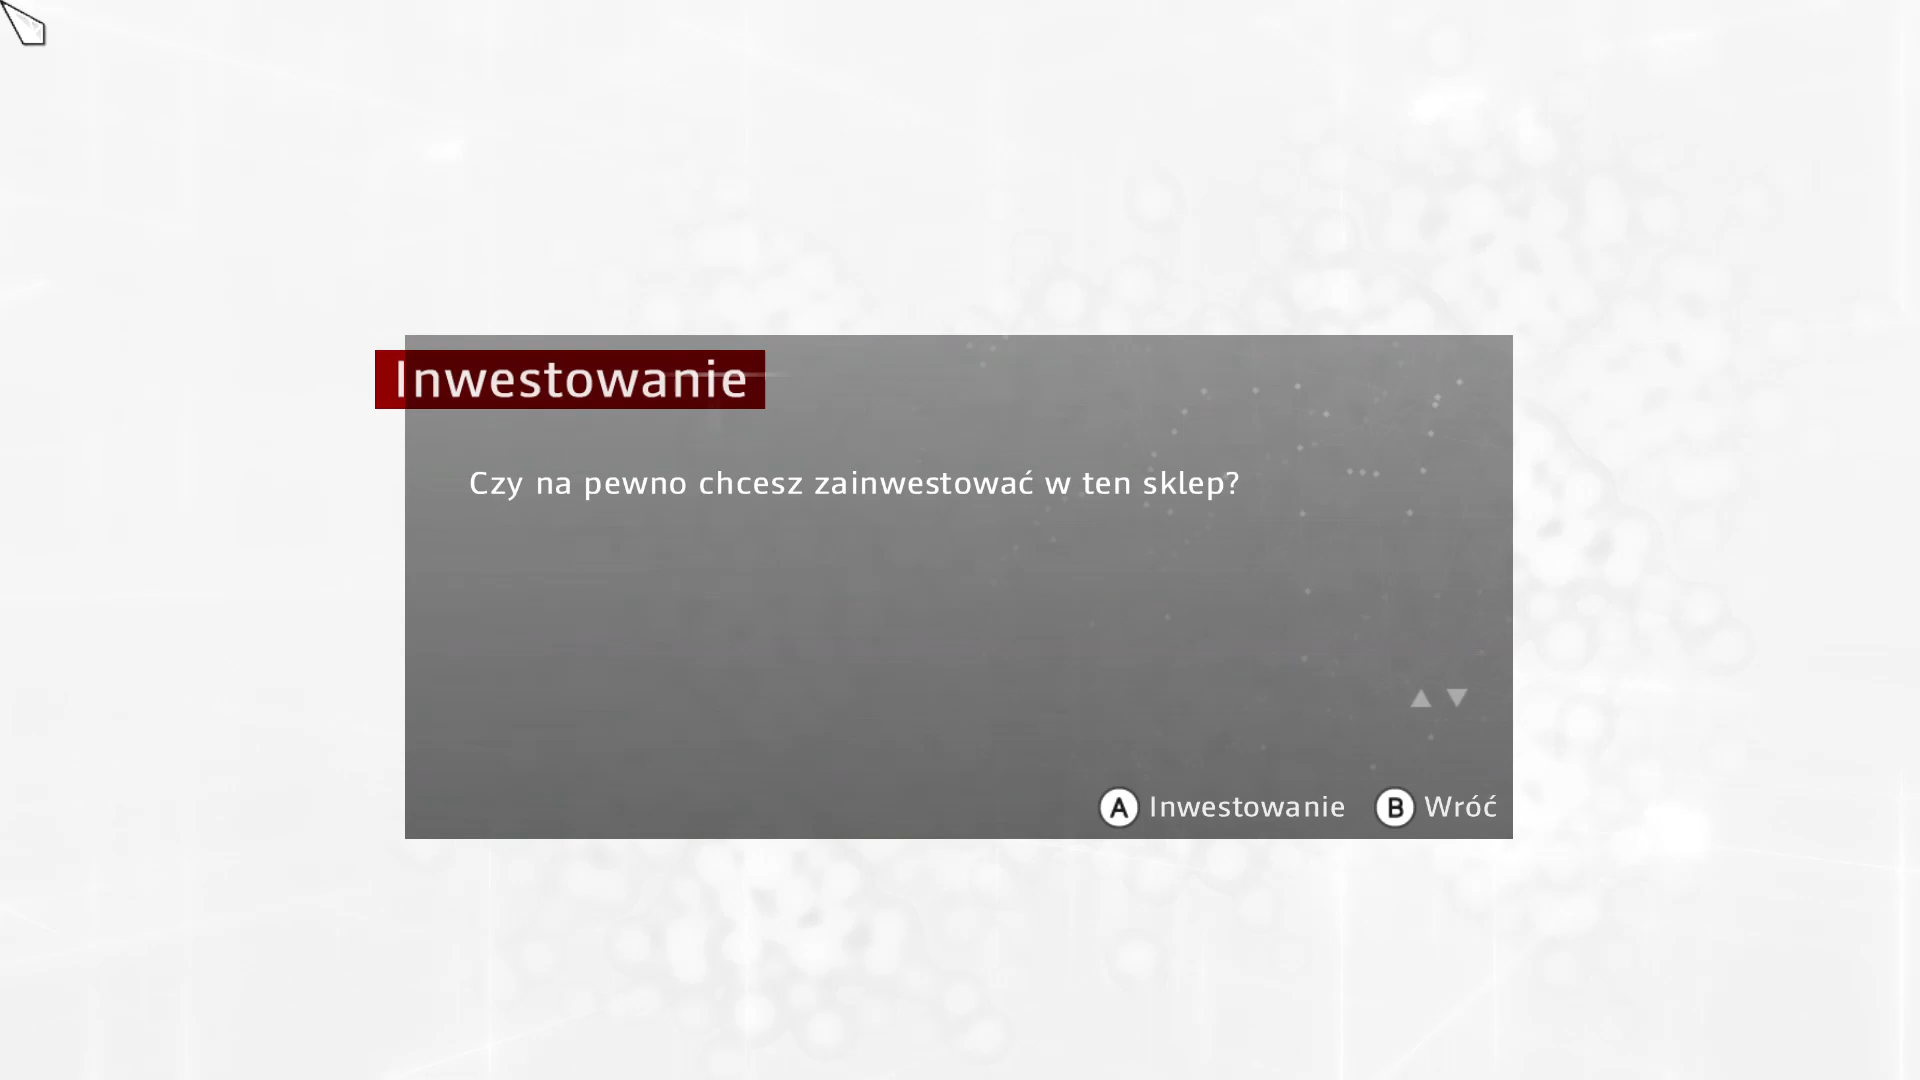 Inwestowanie
Czy na pewno chcesz zainwestować w ten sklep?
A Inwestowanie B Wróć